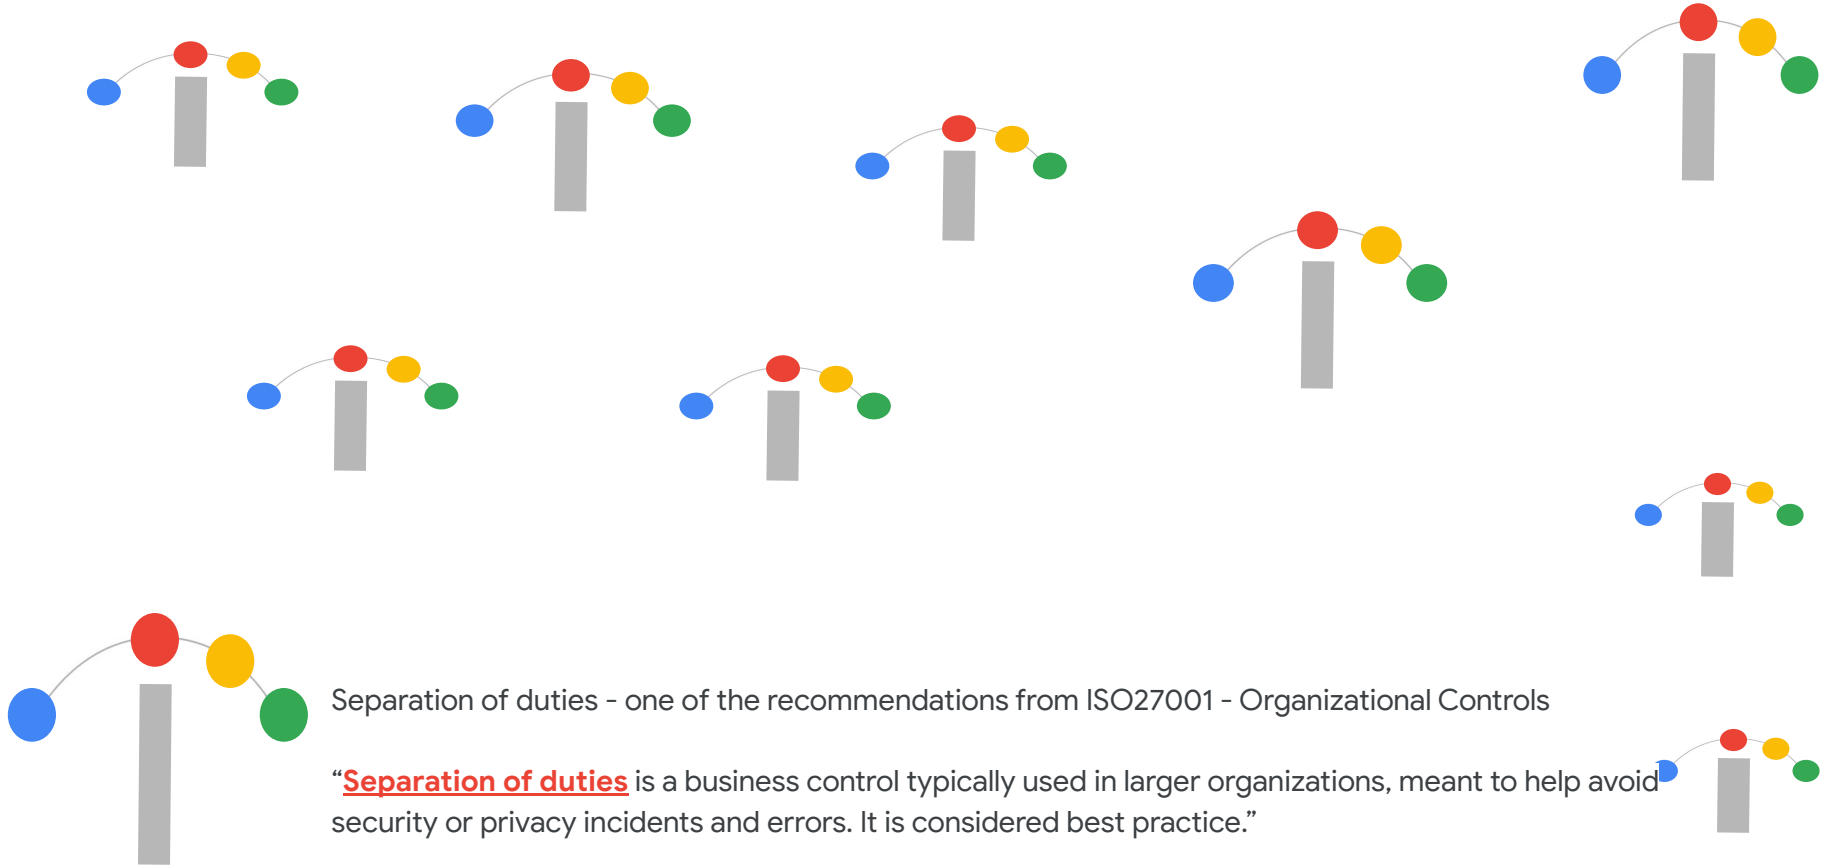 Separation of duties - one of the recommendations from ISO27001 - Organizational Controls
“Separation of duties is a business control typically used in larger organizations, meant to help avoid
security or privacy incidents and errors. It is considered best practice.”